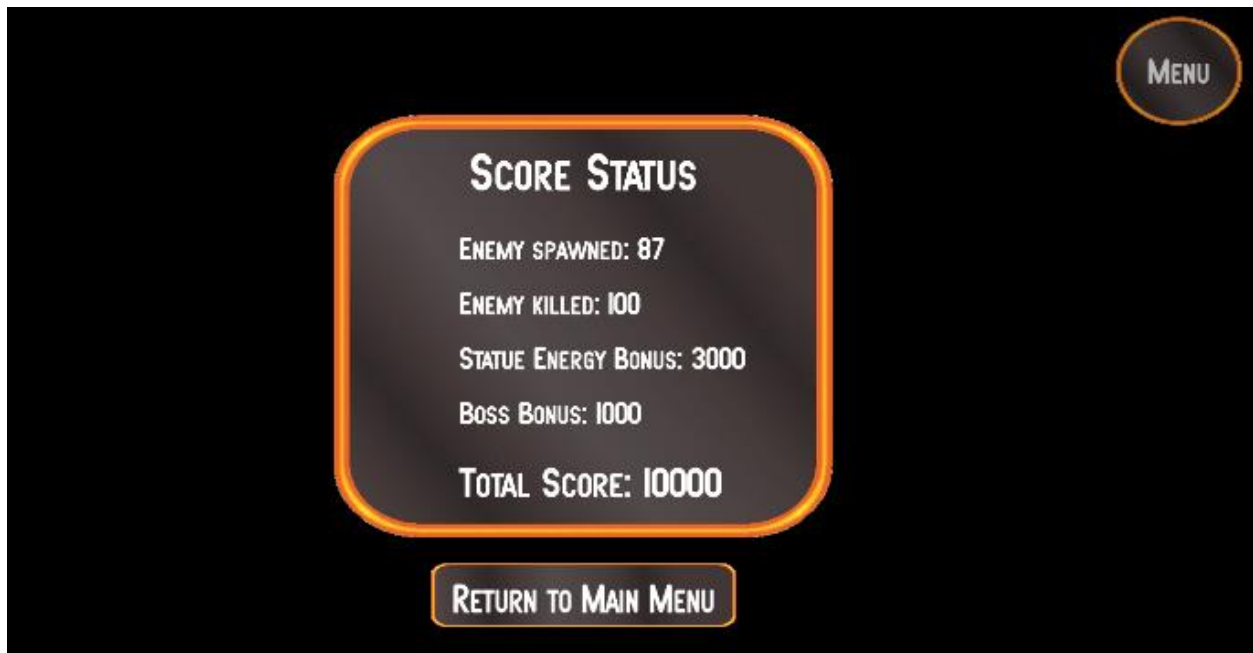 Menu
Score Status
Enemy spawned: 87
Enemy killed: 100
Statue Energy Bonus: 3000
Boss Bonus: 1000
Total Score: 10000
Return to Main Menu